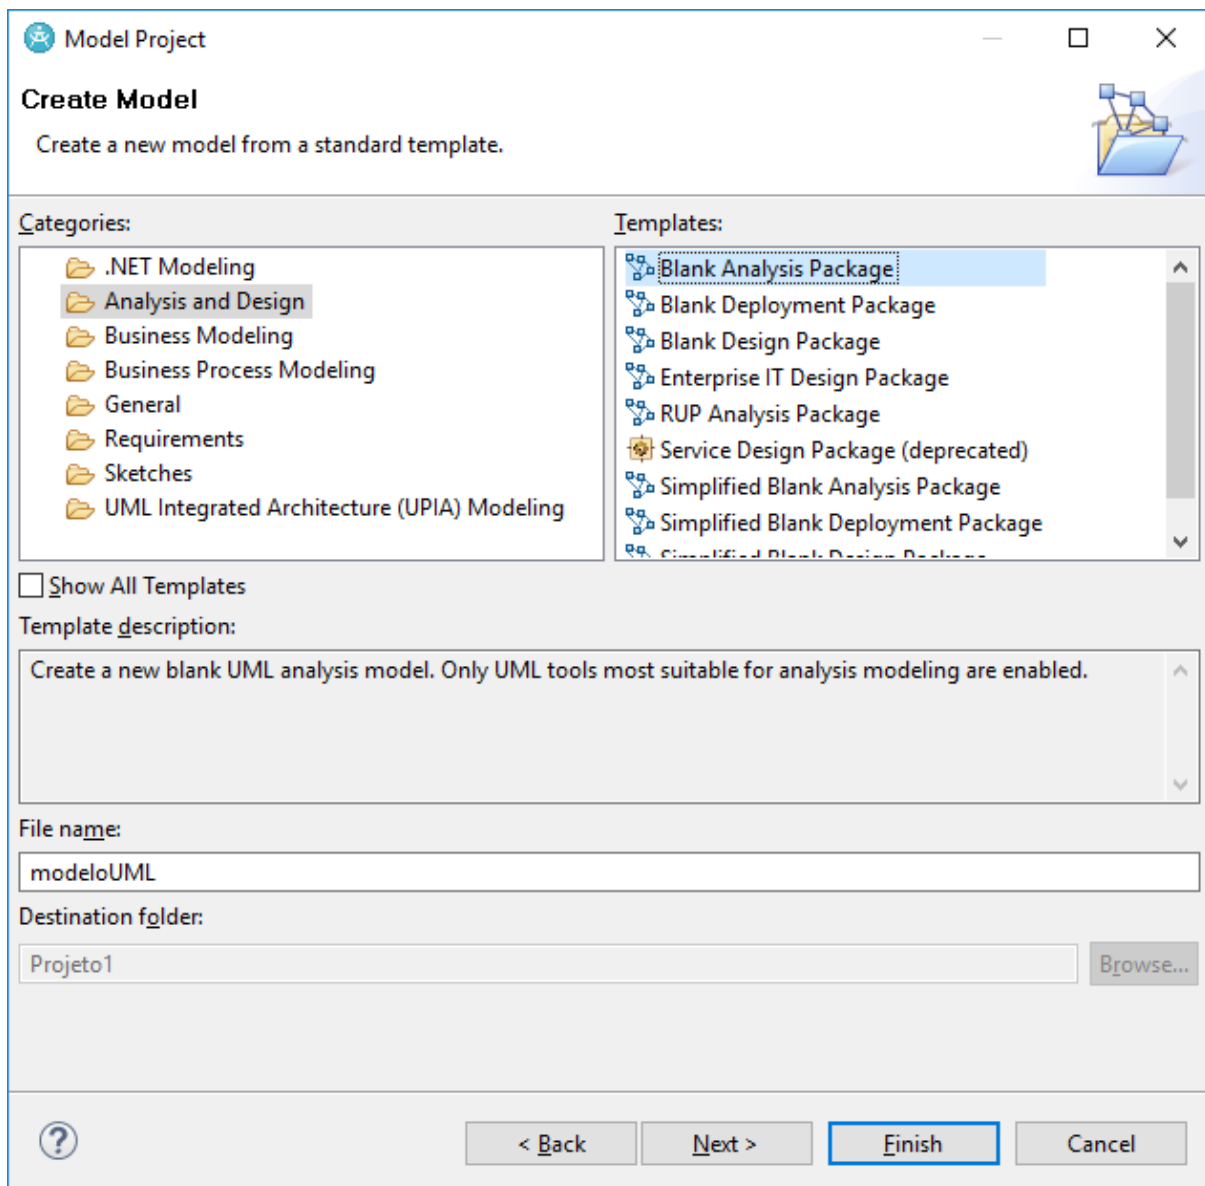 Model Project
Create Model
Create a new model from a standard template.
Categories:
.NET Modeling
Analysis and Design
Business Modeling
Business Process Modeling
General
Requirements
Sketches
UML Integrated Architecture (UPIA) Modeling
Templates:
Blank Analysis Package
Blank Deployment Package
Blank Design Package
Enterprise IT Design Package
RUP Analysis Package
Service Design Package (deprecated)
Simplified Blank Analysis Package
Simplified Blank Deployment Package
Simplified Blank Design Package
Show All Templates
Template description:
Create a new blank UML analysis model. Only UML tools most suitable for analysis modeling are enabled.
File name:
modeloUML
Destination folder:
Projeto1
Browse...
?
< Back
Next >
Finish
Cancel